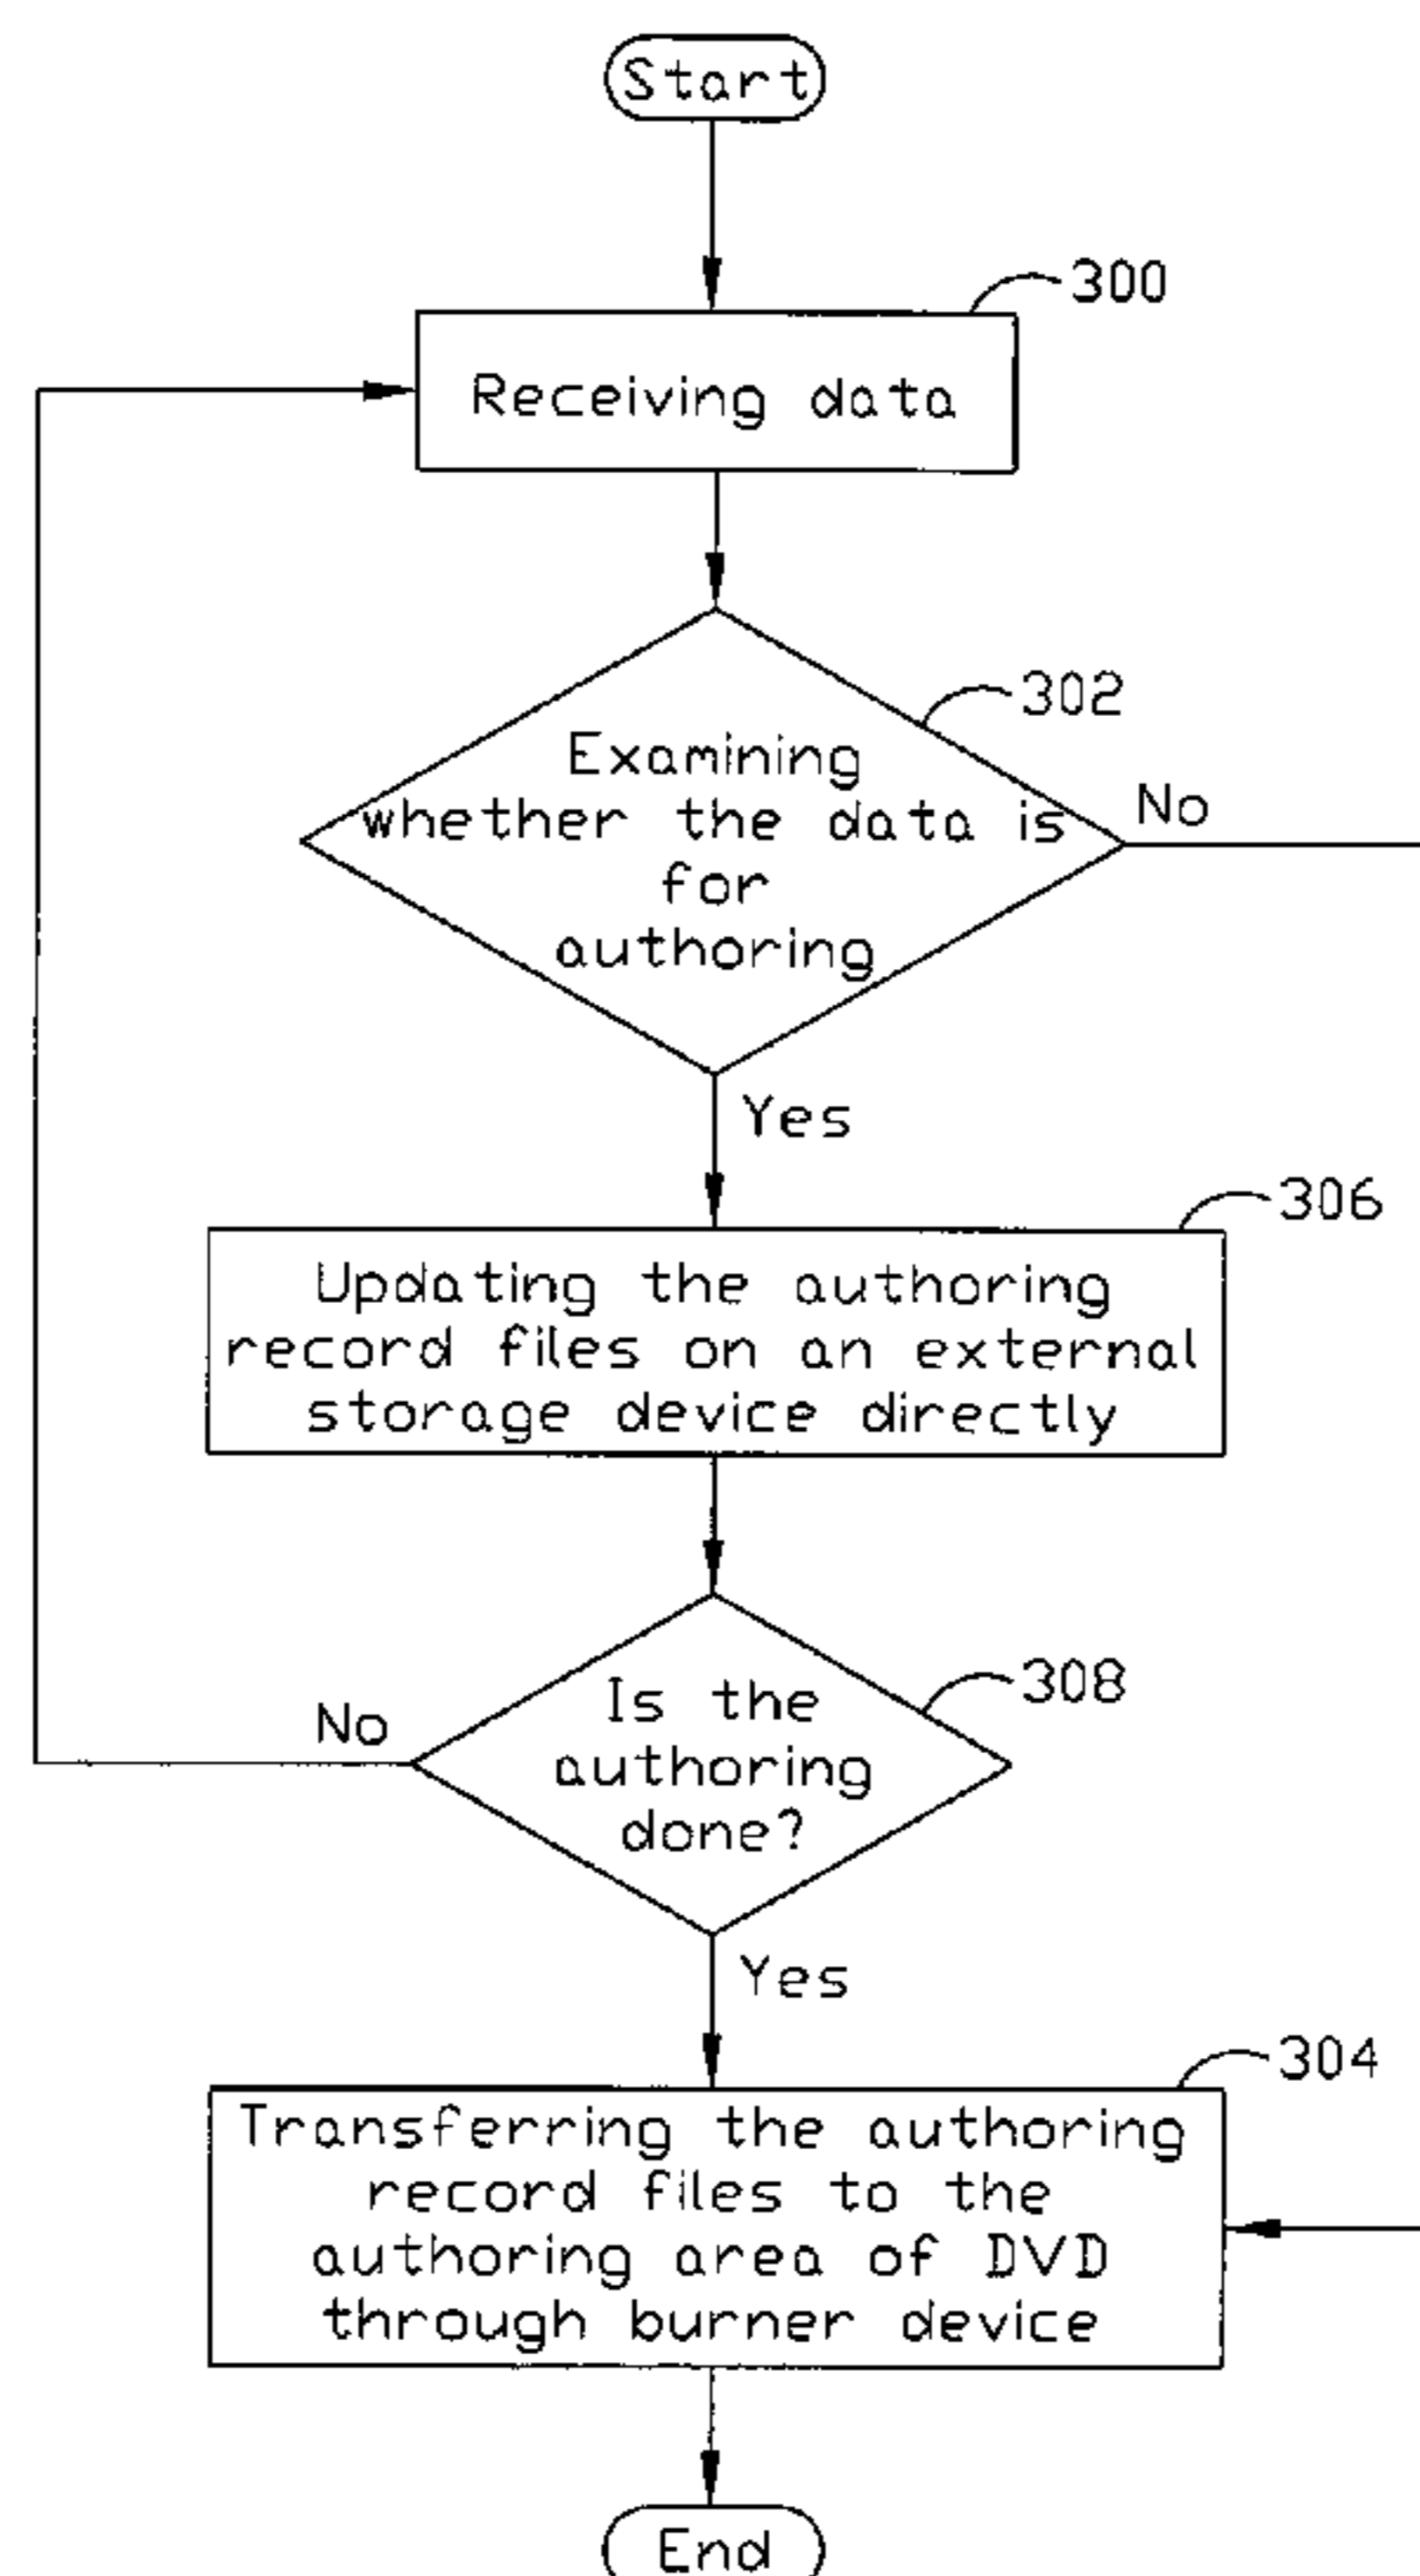 Start
300
Receiving data
302
Examining
whether the data is
for
authoring
No
Yes
306
Updating the authoring
record files on an external
storage device directly
308
Is the
authoring
done?
No
Yes
304
Transferring the authoring
record files to the
authoring area of DVD
through burner device
End